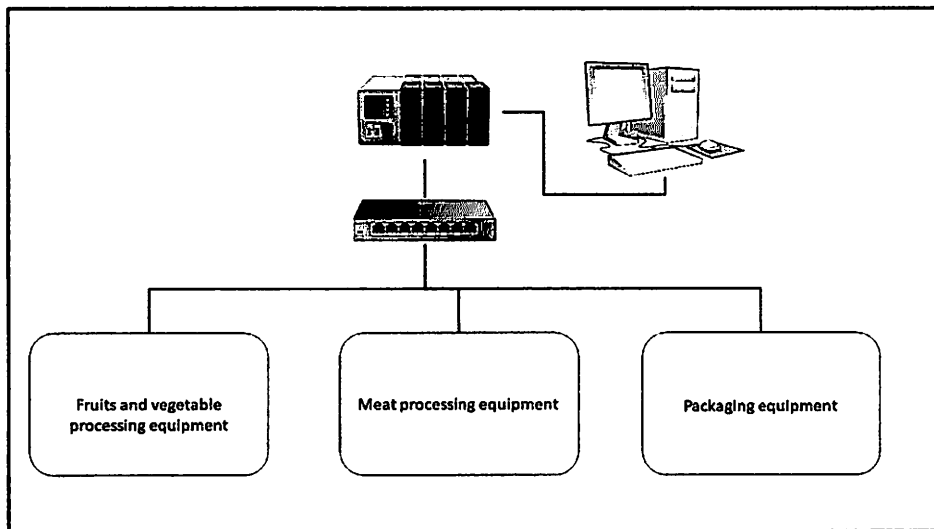 Fruits and vegetable
processing equipment
Meat processing equipment
Packaging equipment